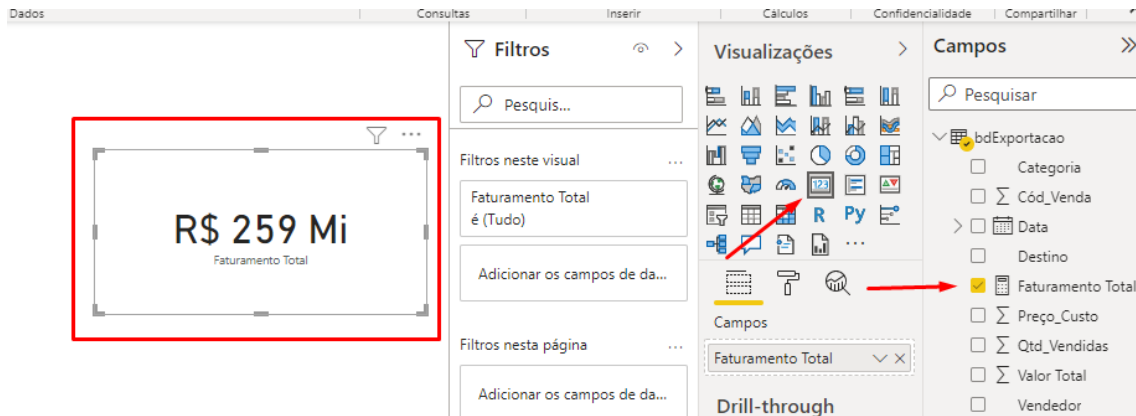 Dados
Consultas
Inserir
Cálculos
Confidencialidade
Compartilhar
R$ 259 Mi
Faturamento Total
Filtros
Pesquis...
Filtros neste visual
...
Faturamento Total
é (Tudo)
Adicionar os campos de da...
Filtros nesta página
...
Adicionar os campos de da...
Visualizações
123
R
Py
...
Campos
Faturamento Total
Drill-through
Campos
Pesquisar
bdExportacao
Categoria
Cód_Venda
Data
Destino
Faturamento Total
Preço_Custo
Qtd_Vendidas
Valor Total
Vendedor